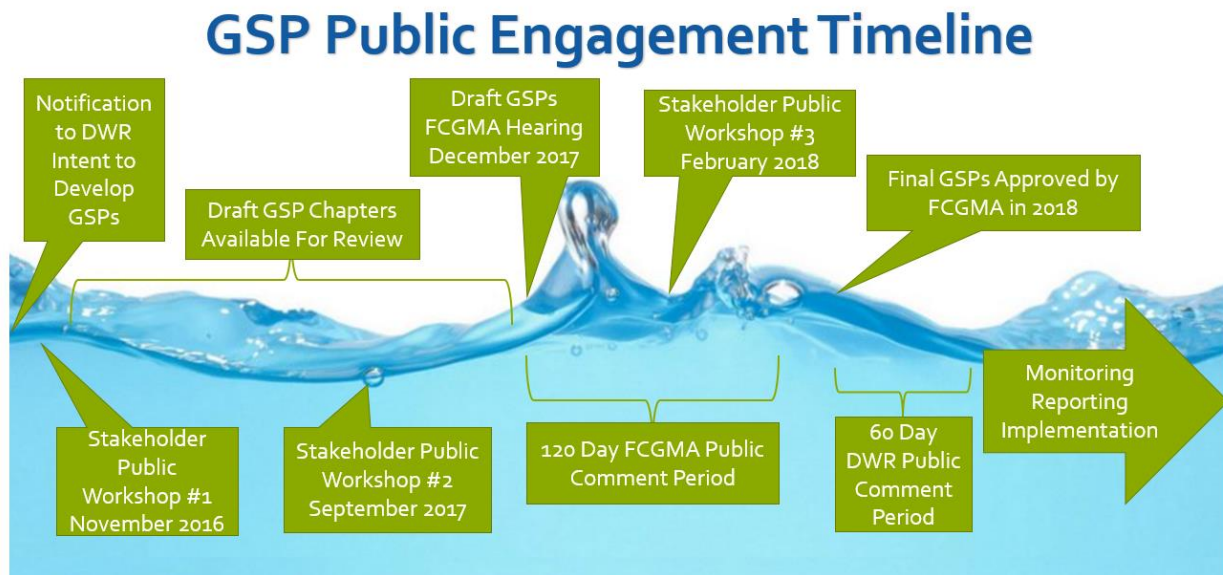 GSP Public Engagement Timeline
Notification
to DWR
Intent to
Develop
GSPs
Draft GSP Chapters
Available For Review
Draft GSPs
FCGMA Hearing
December 2017
Stakeholder Public
Workshop #3
February 2018
Final GSPs Approved by
FCGMA in 2018
Stakeholder
Public
Workshop #1
November 2016
Stakeholder Public
Workshop #2
September 2017
120 Day FCGMA Public
Comment Period
60 Day
DWR Public
Comment
Period
Monitoring
Reporting
Implementation